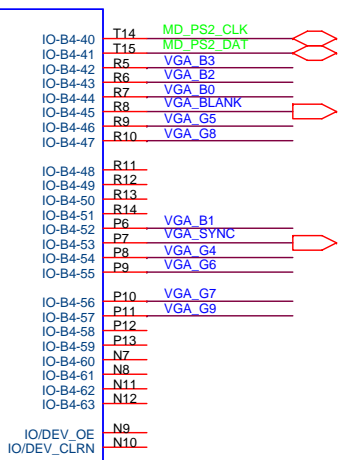 IO-B4-40 T14 MD_PS2_CLK
IO-B4-41 T15 MD_PS2_DAT
IO-B4-42 R5 VGA_B3
IO-B4-43 R6 VGA_B2
IO-B4-44 R7 VGA_B0
IO-B4-45 R8 VGA_BLANK
IO-B4-46 R9 VGA_G5
IO-B4-47 R10 VGA_G8
IO-B4-48 R11
IO-B4-49 R12
IO-B4-50 R13
IO-B4-51 R14
IO-B4-52 P6 VGA_B1
IO-B4-53 P7 VGA_SYNC
IO-B4-54 P8 VGA_G4
IO-B4-55 P9 VGA_G6
IO-B4-56 P10 VGA_G7
IO-B4-57 P11 VGA_G9
IO-B4-58 P12
IO-B4-59 P13
IO-B4-60 N7
IO-B4-61 N8
IO-B4-62 N11
IO-B4-63 N12
IO/DEV_OE N9
IO/DEV_CLRN N10